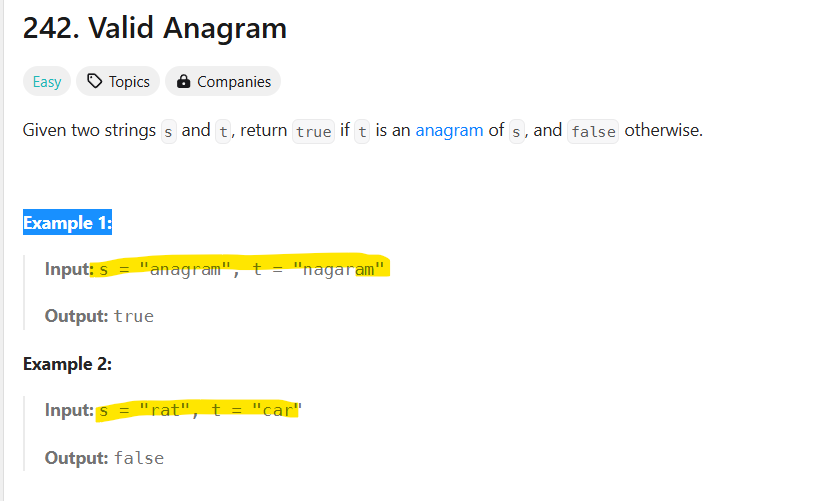 242. Valid Anagram
Easy Topics Companies
Given two strings s and t, return true if t is an anagram of s, and false otherwise.
Example 1:
Input: s = "anagram", t = "nagaram"
Output: true
Example 2:
Input: s = "rat", t = "car"
Output: false